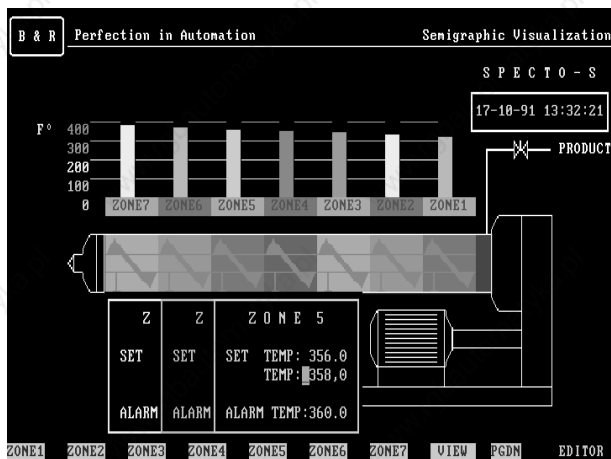 B & R Perfection in Automation Semigraphic Visualization
S P E C T O - S
17-10-91 13:32:21
F° 400
300
200
100
0
PRODUCT
ZONE7 ZONE6 ZONE5 ZONE4 ZONE3 ZONE2 ZONE1
Z Z Z O N E 5
SET SET SET TEMP: 356.0
TEMP: 358,0
ALARM ALARM ALARM TEMP:360.0
ZONE1 ZONE2 ZONE3 ZONE4 ZONE5 ZONE6 ZONE7 VIEW PGDN EDITOR